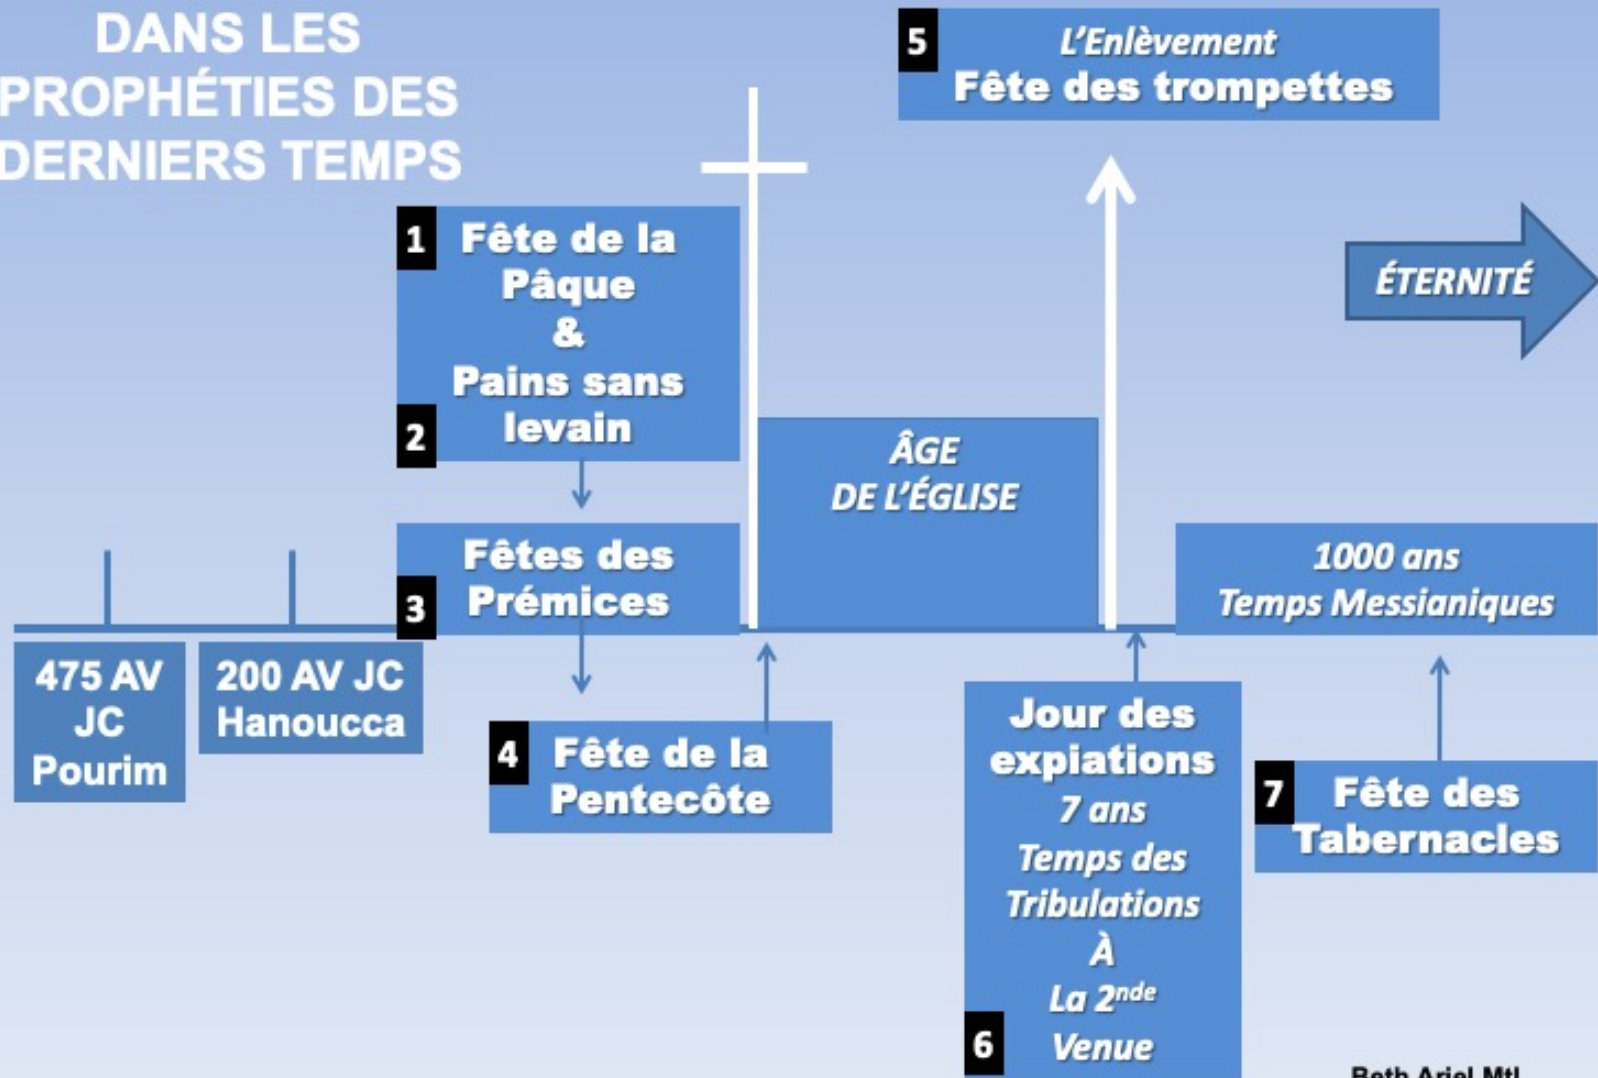 DANS LES
PROPHÉTIES DES
DERNIERS TEMPS
5
L'Enlèvement
Fête des trompettes
1
Fête de la
Pâque
&
Pains sans
2
levain
ÉTERNITÉ
ÂGE
DE L'ÉGLISE
Fêtes des
3
Prémices
1000 ans
Temps Messianiques
475 AV
JC
Pourim
200 AV JC
Hanoucca
4
Fête de la
Pentecôte
Jour des
expiations
7 ans
Temps des
Tribulations
À
La 2nde
6
Venue
7
Fête des
Tabernacles
Beth Ariel Mtl